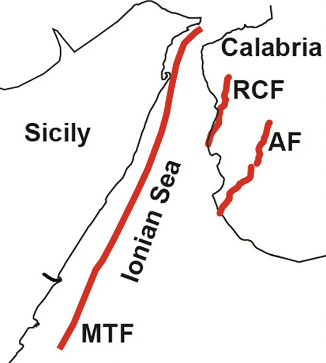 Calabria
RCF
Sicily
AF
Ionian Sea
MTF